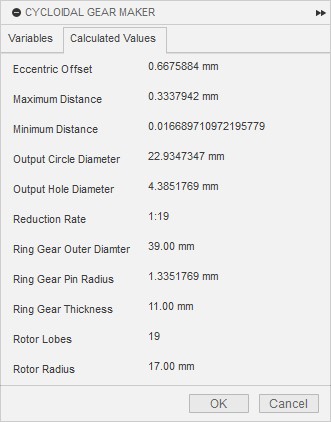 CYCLOIDAL GEAR MAKER
Variables Calculated Values
Eccentric Offset 0.6675884 mm
Maximum Distance 0.3337942 mm
Minimum Distance 0.016689710972195779
Output Circle Diameter 22.9347347 mm
Output Hole Diameter 4.3851769 mm
Reduction Rate 1:19
Ring Gear Outer Diamter 39.00 mm
Ring Gear Pin Radius 1.3351769 mm
Ring Gear Thickness 11.00 mm
Rotor Lobes 19
Rotor Radius 17.00 mm
OK Cancel